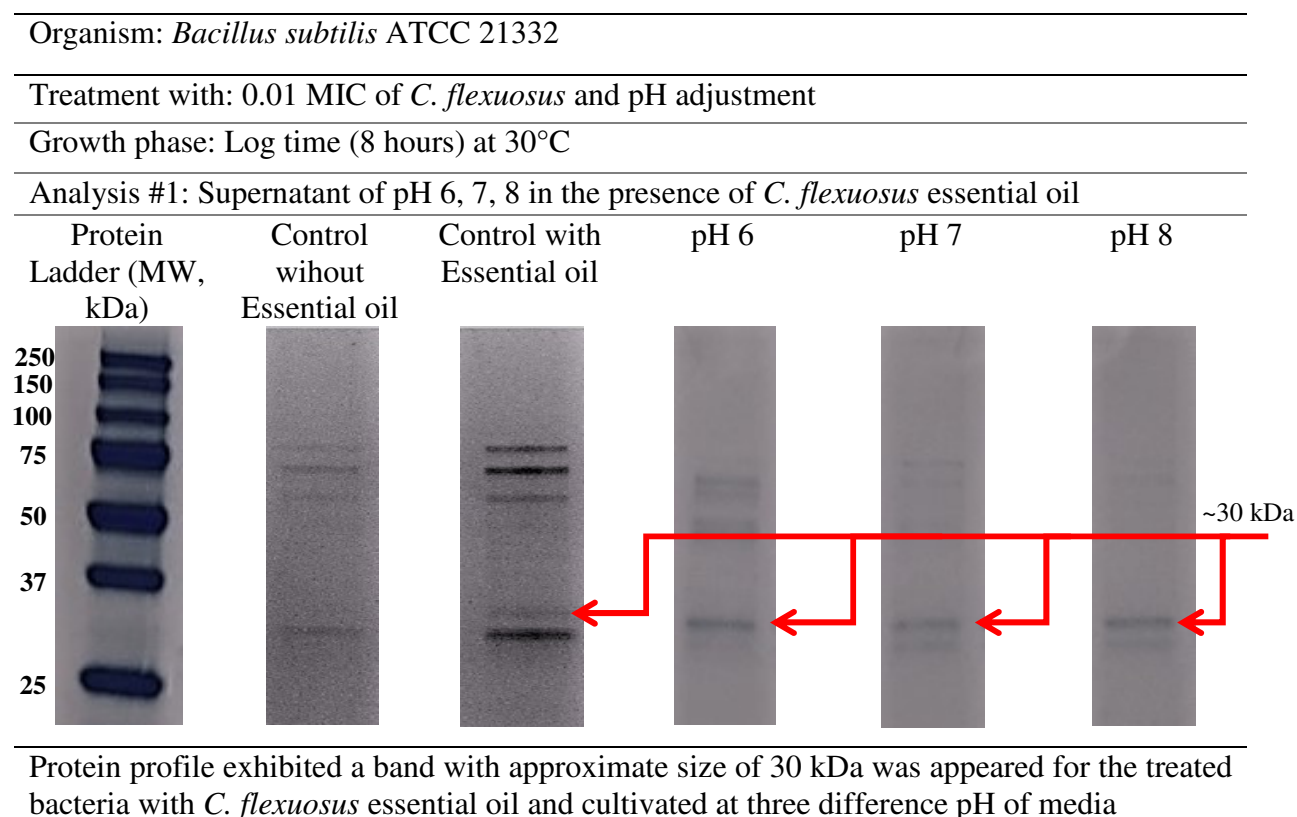 Organism: Bacillus subtilis ATCC 21332
Treatment with: 0.01 MIC of C. flexuosus and pH adjustment
Growth phase: Log time (8 hours) at 30°C
Analysis #1: Supernatant of pH 6, 7, 8 in the presence of C. flexuosus essential oil
Protein
Ladder (MW,
kDa)
Control
wihout
Essential oil
Control with
Essential oil
pH 6
pH 7
pH 8
250
150
100
75
50
37
25
~30 kDa
Protein profile exhibited a band with approximate size of 30 kDa was appeared for the treated
bacteria with C. flexuosus essential oil and cultivated at three difference pH of media